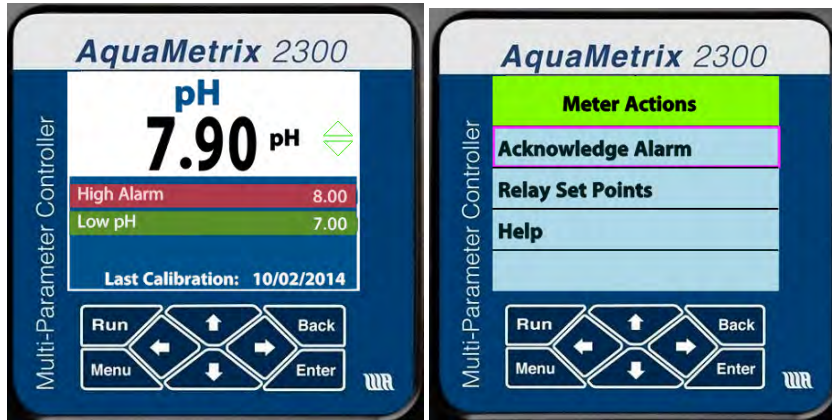 AquaMetrix 2300
Multi-Parameter Controller
pH
7.90 pH
High Alarm 8.00
Low pH 7.00
Last Calibration: 10/02/2014
Run
Back
Menu
Enter
AquaMetrix 2300
Multi-Parameter Controller
Meter Actions
Acknowledge Alarm
Relay Set Points
Help
Run
Back
Menu
Enter